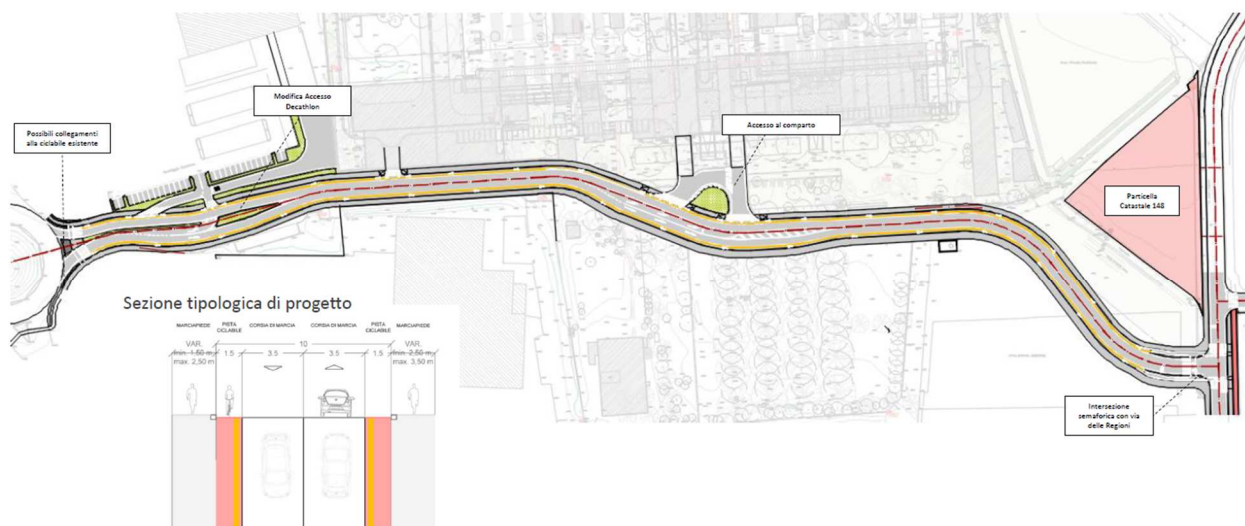 Modifica Accesso
Decathlon
Possibili collegamenti
alla ciclabile esistente
Accesso al comparto
Particella
Catastale 148
Intersezione
semaforica con via
delle Regioni
Sezione tipologica di progetto
MARCIAPIEDE
PISTA
CICLABILE
CORSIA DI MARCIA
CORSIA DI MARCIA
PISTA
CICLABILE
MARCIAPIEDE
VAR.
min. 1,50 m
max. 2,50 m
10
1.5
3.5
3.5
1.5
VAR.
min. 2,50 m
max. 3,50 m